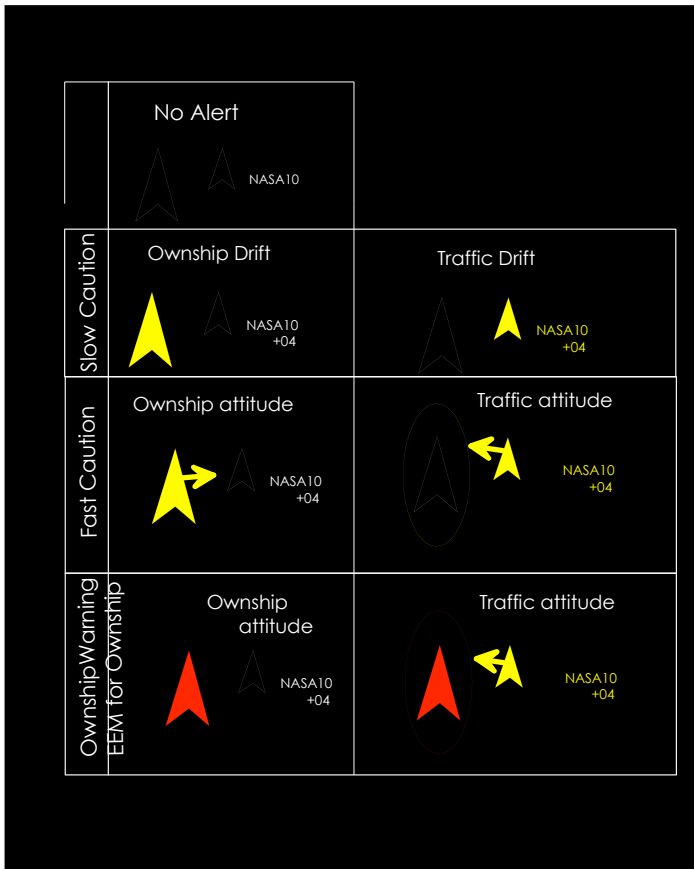 No Alert
NASA10
Slow Caution
Ownship Drift
NASA10
+04
Traffic Drift
NASA10
+04
Fast Caution
Ownship attitude
NASA10
+04
Traffic attitude
NASA10
+04
OwnshipWarning
EEM for Ownship
Ownship
attitude
NASA10
+04
Traffic attitude
NASA10
+04